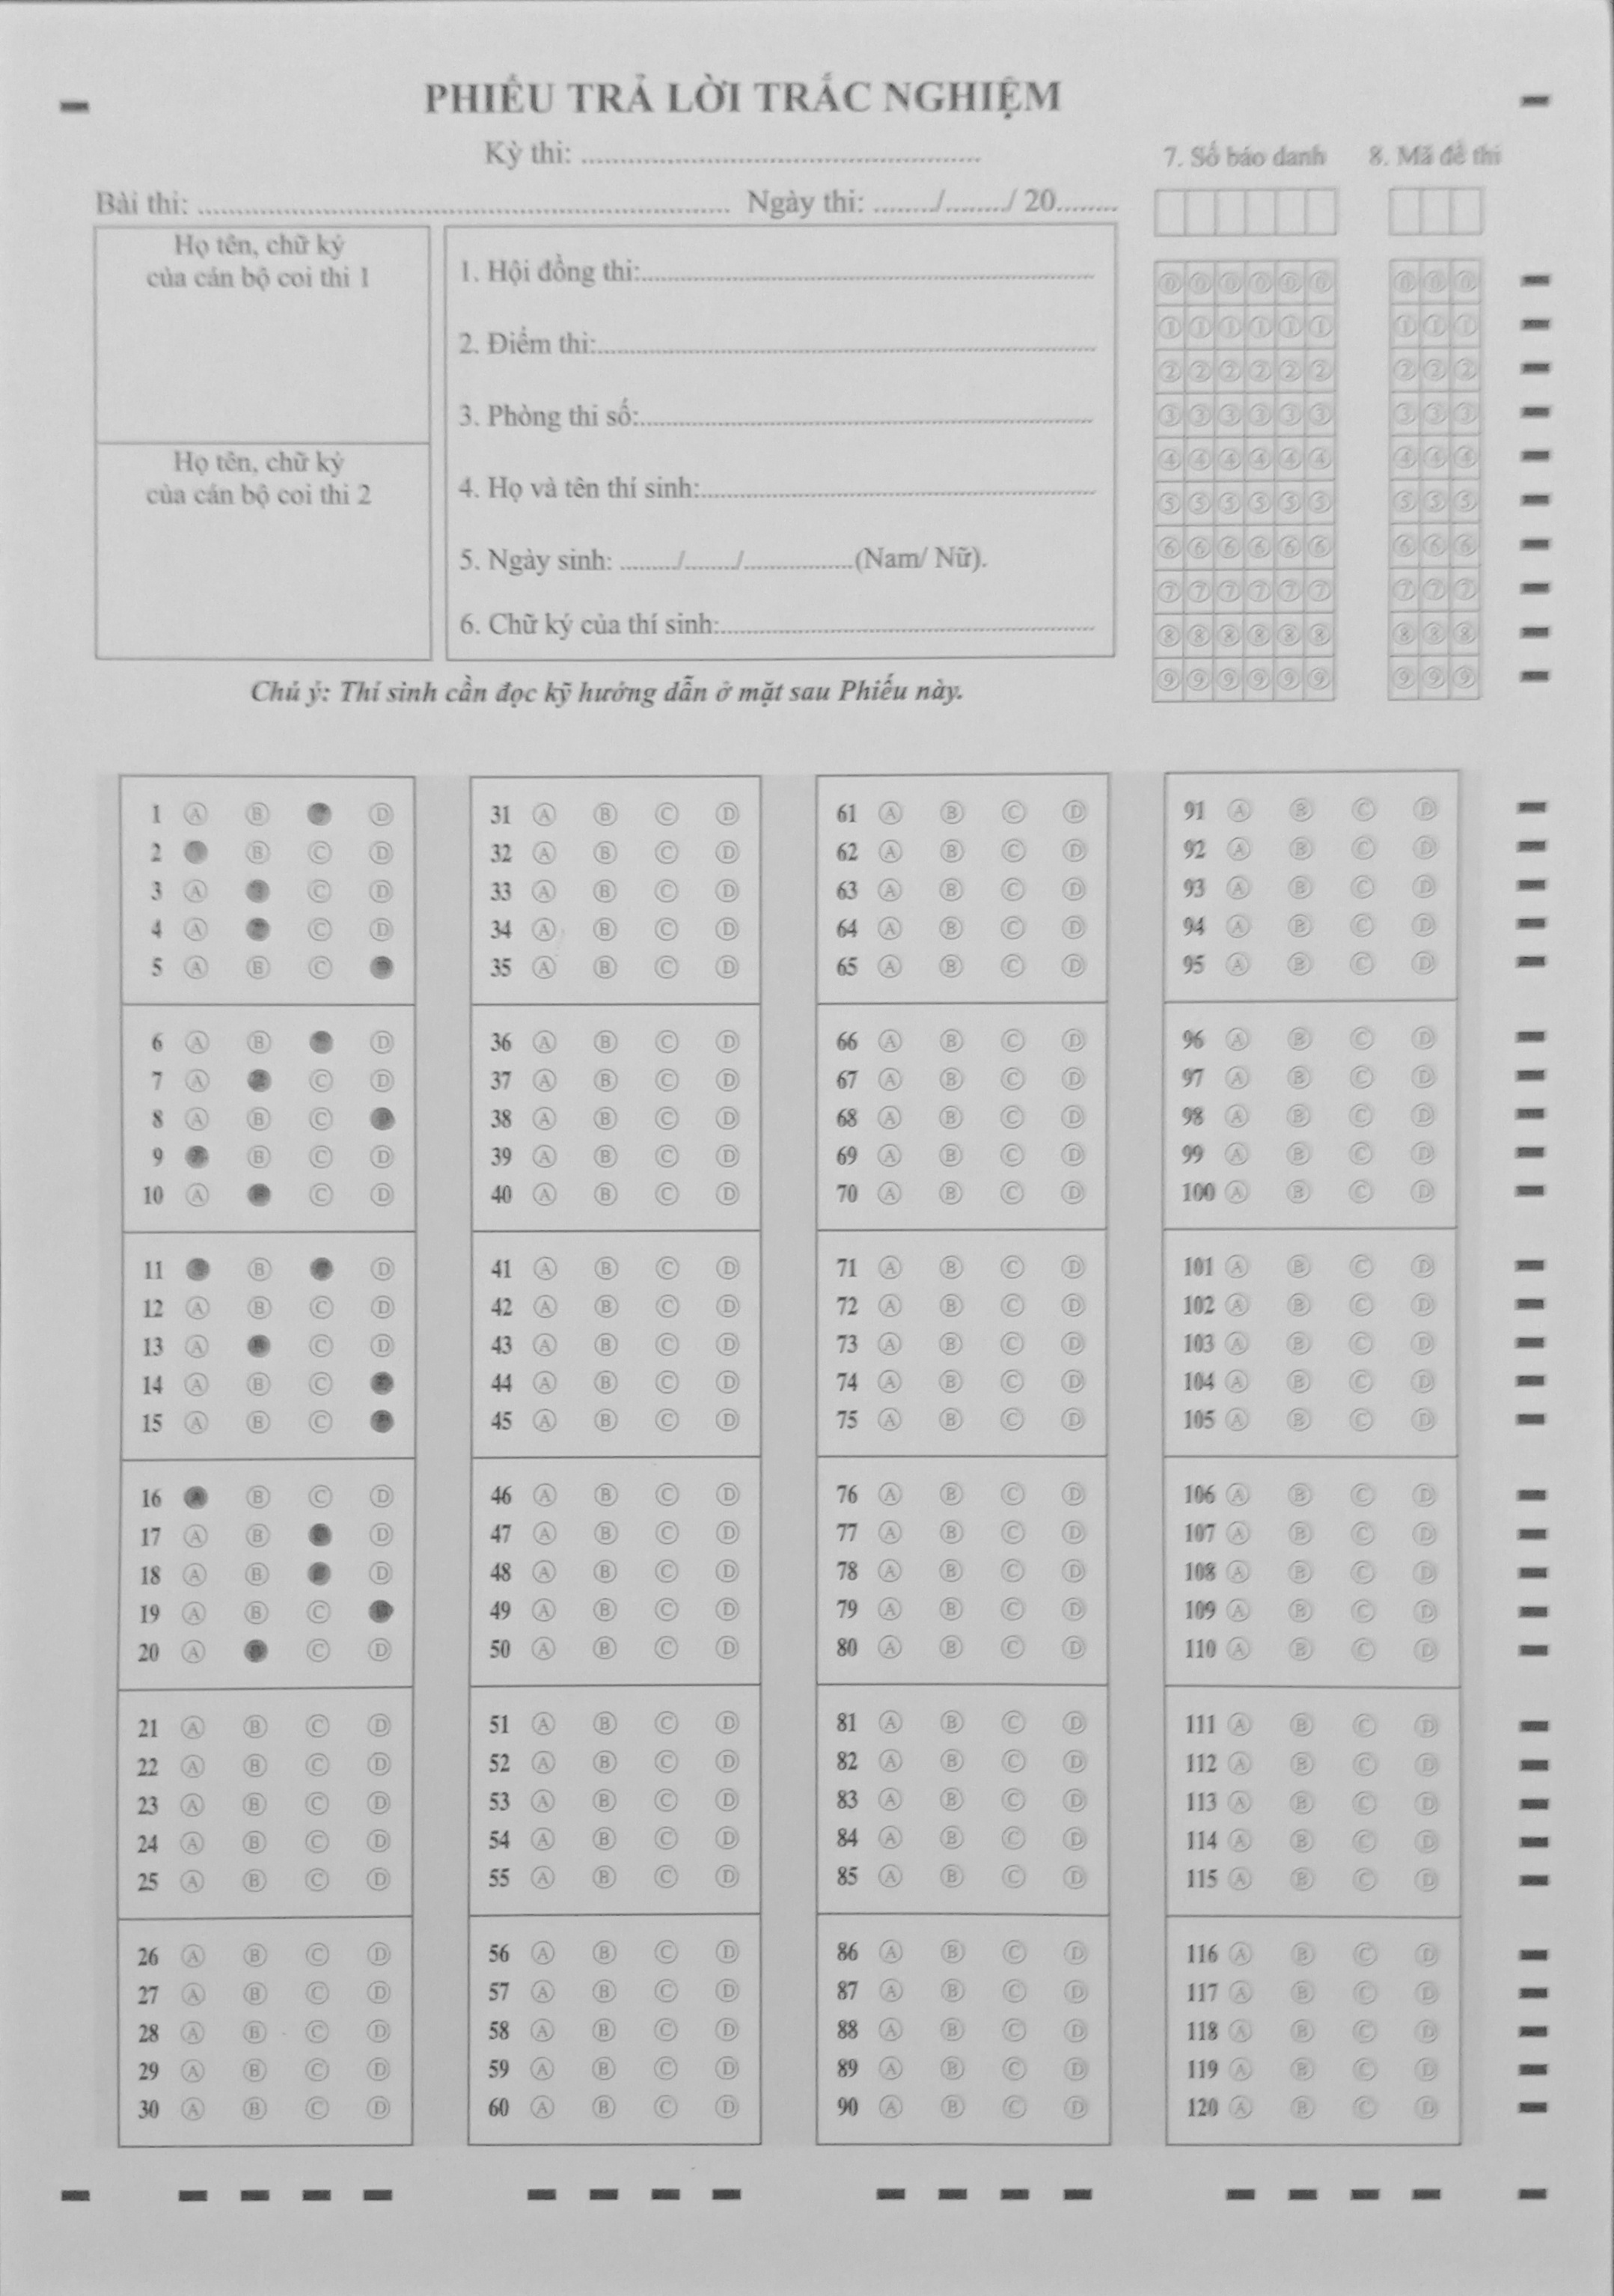 PHIẾU TRẢ LỜI TRẮC NGHIỆM
Kỳ thi: ....................................................
7. Số báo danh 8. Mã đề thi
Bài thi: .................................................................... Ngày thi: ......../......../ 20........
Họ tên, chữ ký
của cán bộ coi thi 1
Họ tên, chữ ký
của cán bộ coi thi 2
1. Hội đồng thi:............................................................
2. Điểm thi:..................................................................
3. Phòng thi số:............................................................
4. Họ và tên thí sinh:....................................................
5. Ngày sinh: ......../......../................(Nam/ Nữ).
6. Chữ ký của thí sinh:..................................................
0 0 0 0 0 0 0 0 0
1 1 1 1 1 1 1 1 1
2 2 2 2 2 2 2 2 2
3 3 3 3 3 3 3 3 3
4 4 4 4 4 4 4 4 4
5 5 5 5 5 5 5 5 5
6 6 6 6 6 6 6 6 6
7 7 7 7 7 7 7 7 7
8 8 8 8 8 8 8 8 8
9 9 9 9 9 9 9 9 9
Chú ý: Thí sinh cần đọc kỹ hướng dẫn ở mặt sau Phiếu này.
1 A B D
2 B C D
3 A C D
4 A C D
5 A B C
6 A B D
7 A C D
8 A B C
9 B C D
10 A C D
11 B D
12 A B C D
13 A B C D
14 A B C
15 A B C
16 A B C D
17 A B D
18 A B D
19 A B C
20 A C D
21 A B C D
22 A B C D
23 A B C D
24 A B C D
25 A B C D
26 A B C D
27 A B C D
28 A B C D
29 A B C D
30 A B C D
31 A B C D
32 A B C D
33 A B C D
34 A B C D
35 A B C D
36 A B C D
37 A B C D
38 A B C D
39 A B C D
40 A B C D
41 A B C D
42 A B C D
43 A B C D
44 A B C D
45 A B C D
46 A B C D
47 A B C D
48 A B C D
49 A B C D
50 A B C D
51 A B C D
52 A B C D
53 A B C D
54 A B C D
55 A B C D
56 A B C D
57 A B C D
58 A B C D
59 A B C D
60 A B C D
61 A B C D
62 A B C D
63 A B C D
64 A B C D
65 A B C D
66 A B C D
67 A B C D
68 A B C D
69 A B C D
70 A B C D
71 A B C D
72 A B C D
73 A B C D
74 A B C D
75 A B C D
76 A B C D
77 A B C D
78 A B C D
79 A B C D
80 A B C D
81 A B C D
82 A B C D
83 A B C D
84 A B C D
85 A B C D
86 A B C D
87 A B C D
88 A B C D
89 A B C D
90 A B C D
91 A B C D
92 A B C D
93 A B C D
94 A B C D
95 A B C D
96 A B C D
97 A B C D
98 A B C D
99 A B C D
100 A B C D
101 A B C D
102 A B C D
103 A B C D
104 A B C D
105 A B C D
106 A B C D
107 A B C D
108 A B C D
109 A B C D
110 A B C D
111 A B C D
112 A B C D
113 A B C D
114 A B C D
115 A B C D
116 A B C D
117 A B C D
118 A B C D
119 A B C D
120 A B C D